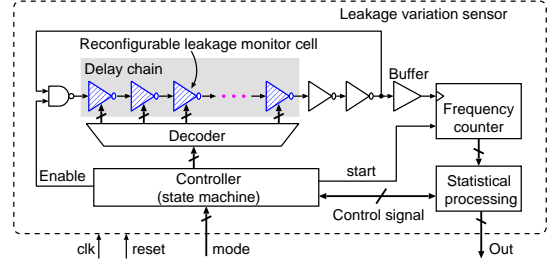 Leakage variation sensor
Reconfigurable leakage monitor cell
Delay chain
Buffer
Frequency
counter
Decoder
Enable
Controller
(state machine)
start
Control signal
Statistical
processing
clk
reset
mode
Out